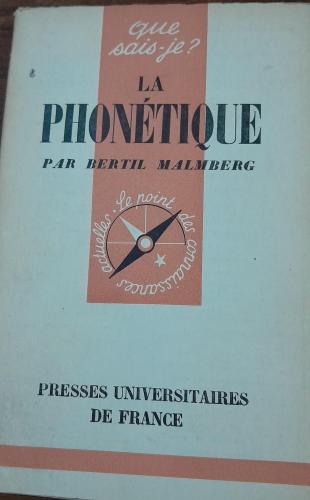 que
sais-je?
LA
PHONÉTIQUE
PAR BERTIL MALMBERG
Le point des connaissances actuelles
PRESSES UNIVERSITAIRES
DE FRANCE